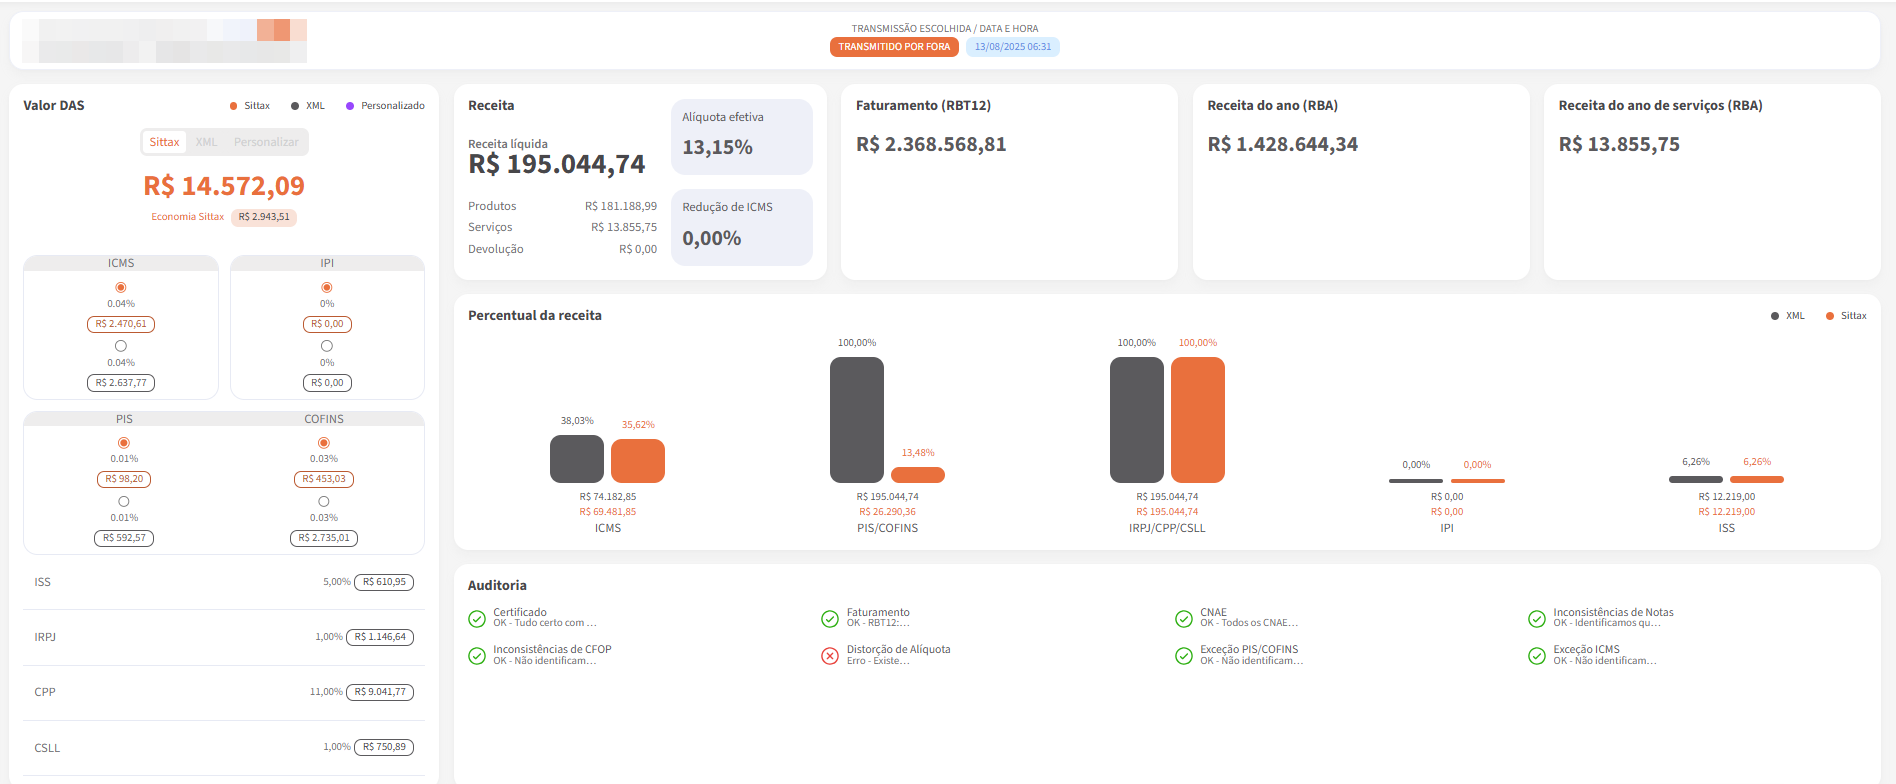 TRANSMISSÃO ESCOLHIDA / DATA E HORA
TRANSMITIDO POR FORA 13/08/2025 06:31
Valor DAS
Sittax XML Personalizado
Sittax XML Personalizar
R$ 14.572,09
Economia Sittax R$ 2.943,51
ICMS
0.04%
R$ 2.470,61
0.04%
R$ 2.637,77
IPI
0%
R$ 0,00
0%
R$ 0,00
PIS
0.01%
R$ 98,20
0.01%
R$ 592,57
COFINS
0.03%
R$ 453,03
0.03%
R$ 2.735,01
ISS 5,00% R$ 610,95
IRPJ 1,00% R$ 1.146,64
CPP 11,00% R$ 9.041,77
CSLL 1,00% R$ 750,89
Receita
Receita líquida
R$ 195.044,74
Produtos R$ 181.188,99
Serviços R$ 13.855,75
Devolução R$ 0,00
Alíquota efetiva
13,15%
Redução de ICMS
0,00%
Faturamento (RBT12)
R$ 2.368.568,81
Receita do ano (RBA)
R$ 1.428.644,34
Receita do ano de serviços (RBA)
R$ 13.855,75
Percentual da receita
XML Sittax
38,03% 35,62%
R$ 74.182,85
R$ 69.481,85
ICMS
100,00% 13,48%
R$ 195.044,74
R$ 26.290,36
PIS/COFINS
100,00% 100,00%
R$ 195.044,74
R$ 195.044,74
IRPJ/CPP/CSLL
0,00% 0,00%
R$ 0,00
R$ 0,00
IPI
6,26% 6,26%
R$ 12.219,00
R$ 12.219,00
ISS
Auditoria
Certificado
OK - Tudo certo com ...
Faturamento
OK - RBT12:...
CNAE
OK - Todos os CNAE...
Inconsistências de Notas
OK - Identificamos qu...
Inconsistências de CFOP
OK - Não identificam...
Distorção de Alíquota
Erro - Existe...
Exceção PIS/COFINS
OK - Não identificam...
Exceção ICMS
OK - Não identificam...